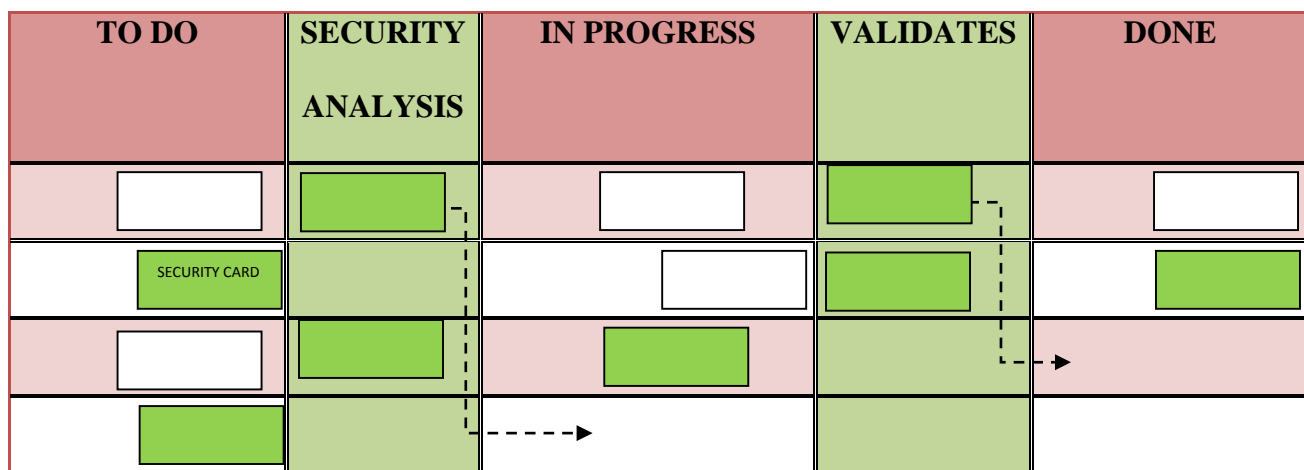 TO DO
SECURITY
ANALYSIS
IN PROGRESS
VALIDATES
DONE
SECURITY CARD